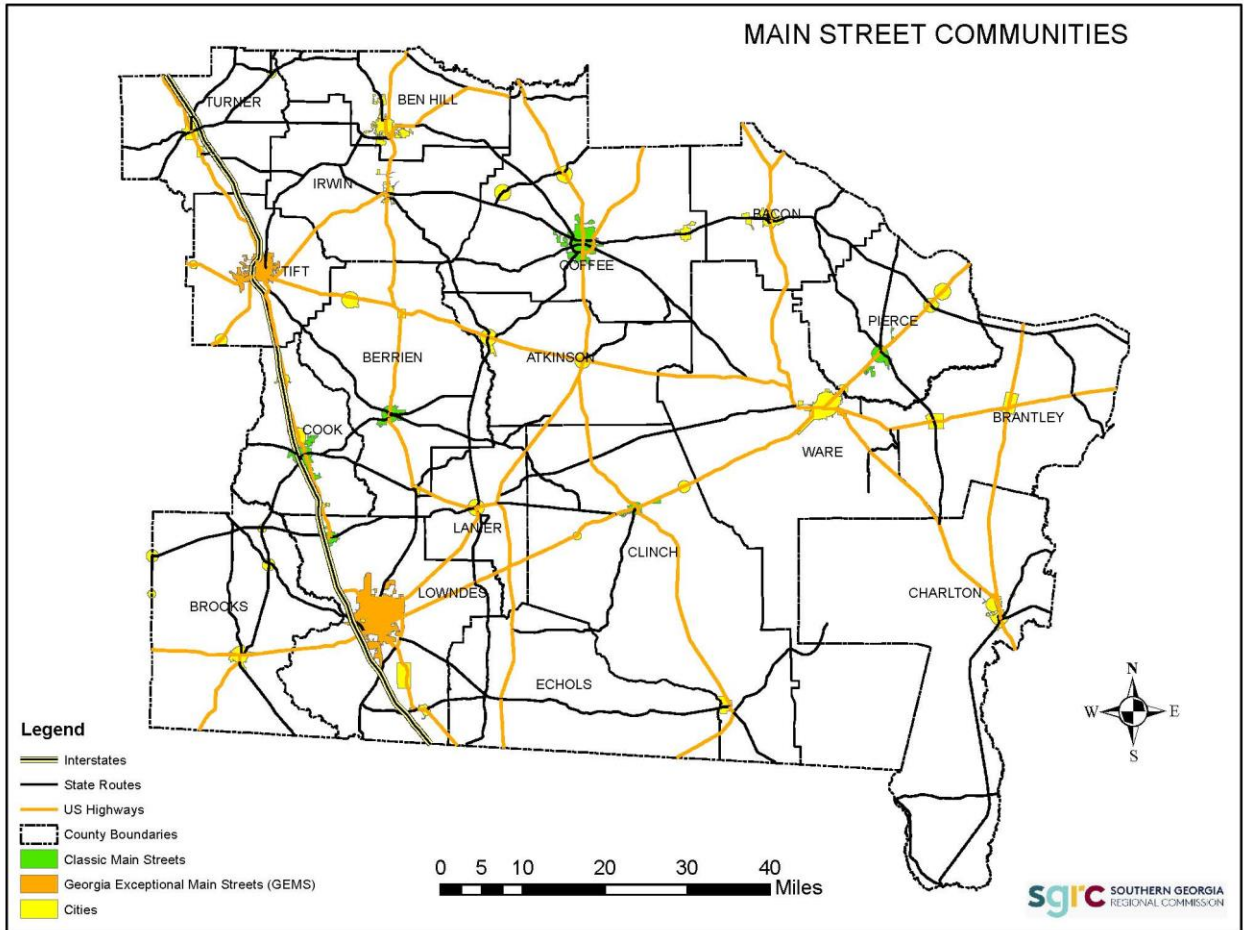 MAIN STREET COMMUNITIES
TURNER
BEN HILL
IRWIN
BACON
TIFT
COFFEE
PIERCE
BERRIEN
ATKINSON
BRANTLEY
COOK
WARE
LANIER
CLINCH
LOWNDES
CHARLTON
BROOKS
ECHOLS
N
W E
S
Legend
Interstates
State Routes
US Highways
County Boundaries
Classic Main Streets
Georgia Exceptional Main Streets (GEMS)
Cities
0 5 10 20 30 40
Miles
sgrc SOUTHERN GEORGIA
REGIONAL COMMISSION